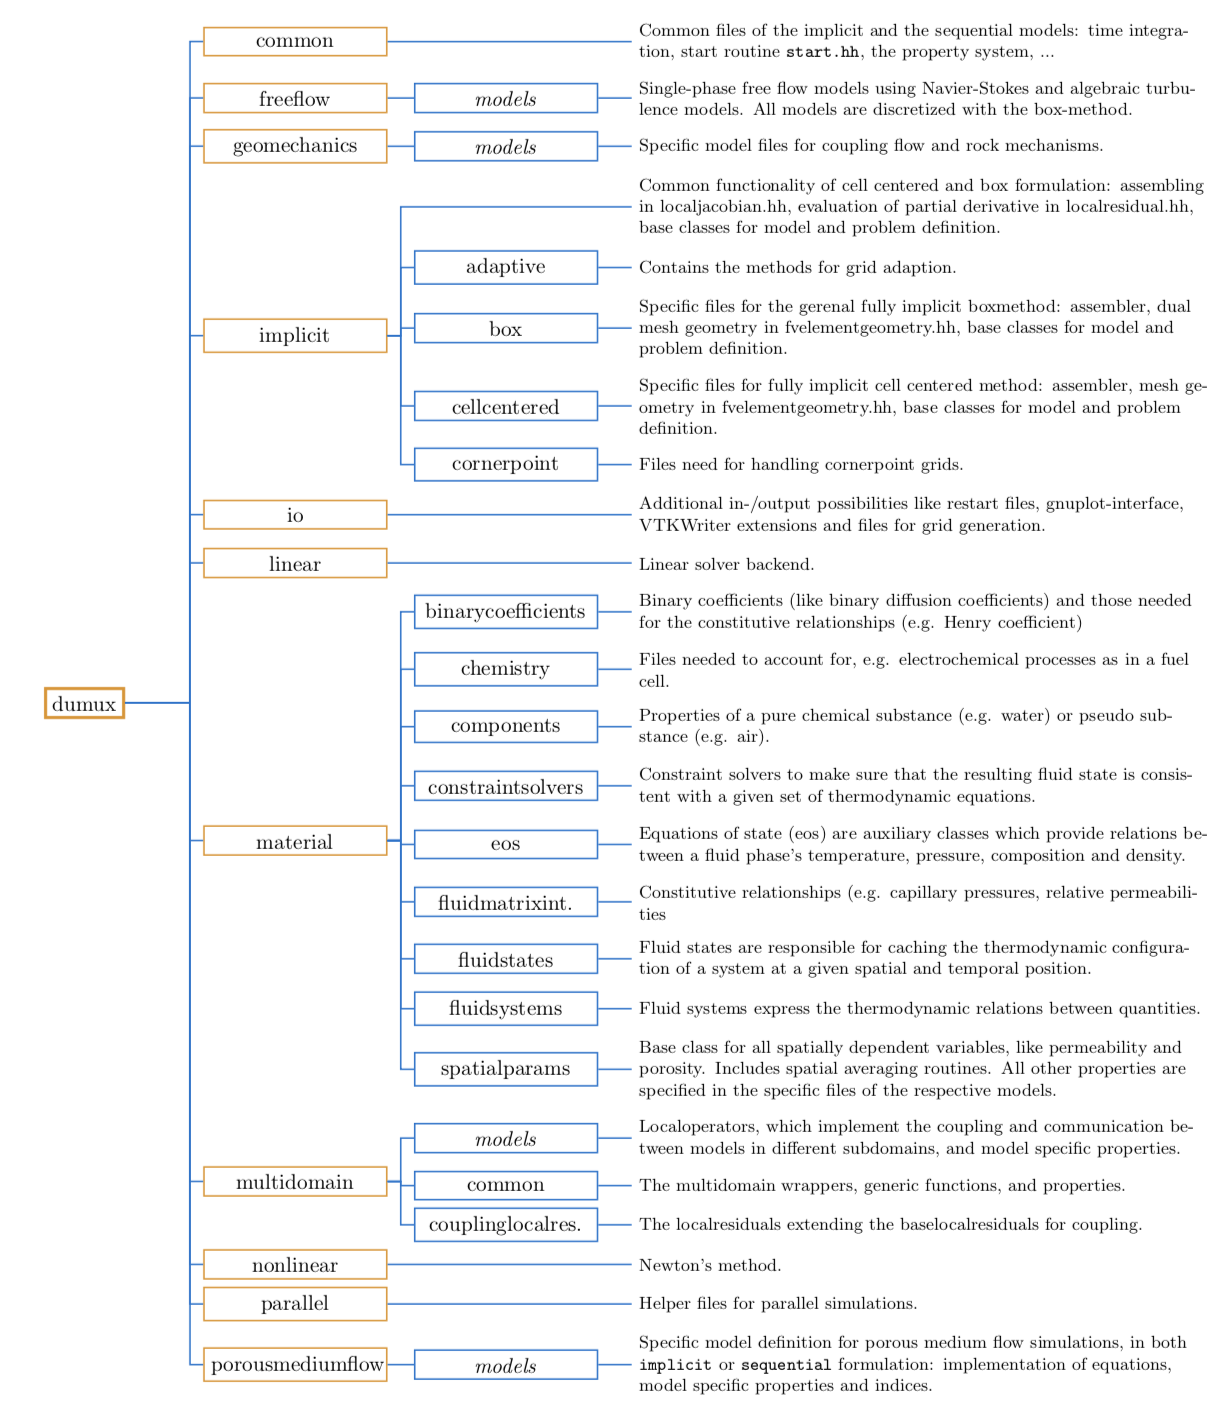 common
Common files of the implicit and the sequential models: time integra-
tion, start routine start.hh, the property system, ...
freeflow
models
Single-phase free flow models using Navier-Stokes and algebraic turbu-
lence models. All models are discretized with the box-method.
geomechanics
models
Specific model files for coupling flow and rock mechanisms.
Common functionality of cell centered and box formulation: assembling
in localjacobian.hh, evaluation of partial derivative in localresidual.hh,
base classes for model and problem definition.
adaptive
Contains the methods for grid adaption.
implicit
box
Specific files for the gerenal fully implicit boxmethod: assembler, dual
mesh geometry in fvelementgeometry.hh, base classes for model and
problem definition.
cellcentered
Specific files for fully implicit cell centered method: assembler, mesh ge-
ometry in fvelementgeometry.hh, base classes for model and problem
definition.
cornerpoint
Files need for handling cornerpoint grids.
io
Additional in-/output possibilities like restart files, gnuplot-interface,
VTKWriter extensions and files for grid generation.
linear
Linear solver backend.
binarycoefficients
Binary coefficients (like binary diffusion coefficients) and those needed
for the constitutive relationships (e.g. Henry coefficient)
chemistry
Files needed to account for, e.g. electrochemical processes as in a fuel
cell.
dumux
components
Properties of a pure chemical substance (e.g. water) or pseudo sub-
stance (e.g. air).
constraintsolvers
Constraint solvers to make sure that the resulting fluid state is consis-
tent with a given set of thermodynamic equations.
material
eos
Equations of state (eos) are auxiliary classes which provide relations be-
tween a fluid phase's temperature, pressure, composition and density.
fluidmatrixint.
Constitutive relationships (e.g. capillary pressures, relative permeabili-
ties
fluidstates
Fluid states are responsible for caching the thermodynamic configura-
tion of a system at a given spatial and temporal position.
fluidsystems
Fluid systems express the thermodynamic relations between quantities.
spatialparams
Base class for all spatially dependent variables, like permeability and
porosity. Includes spatial averaging routines. All other properties are
specified in the specific files of the respective models.
models
Localoperators, which implement the coupling and communication be-
tween models in different subdomains, and model specific properties.
multidomain
common
The multidomain wrappers, generic functions, and properties.
couplinglocalres.
The localresiduals extending the baselocalresiduals for coupling.
nonlinear
Newton's method.
parallel
Helper files for parallel simulations.
porousmediumflow
models
Specific model definition for porous medium flow simulations, in both
implicit or sequential formulation: implementation of equations,
model specific properties and indices.